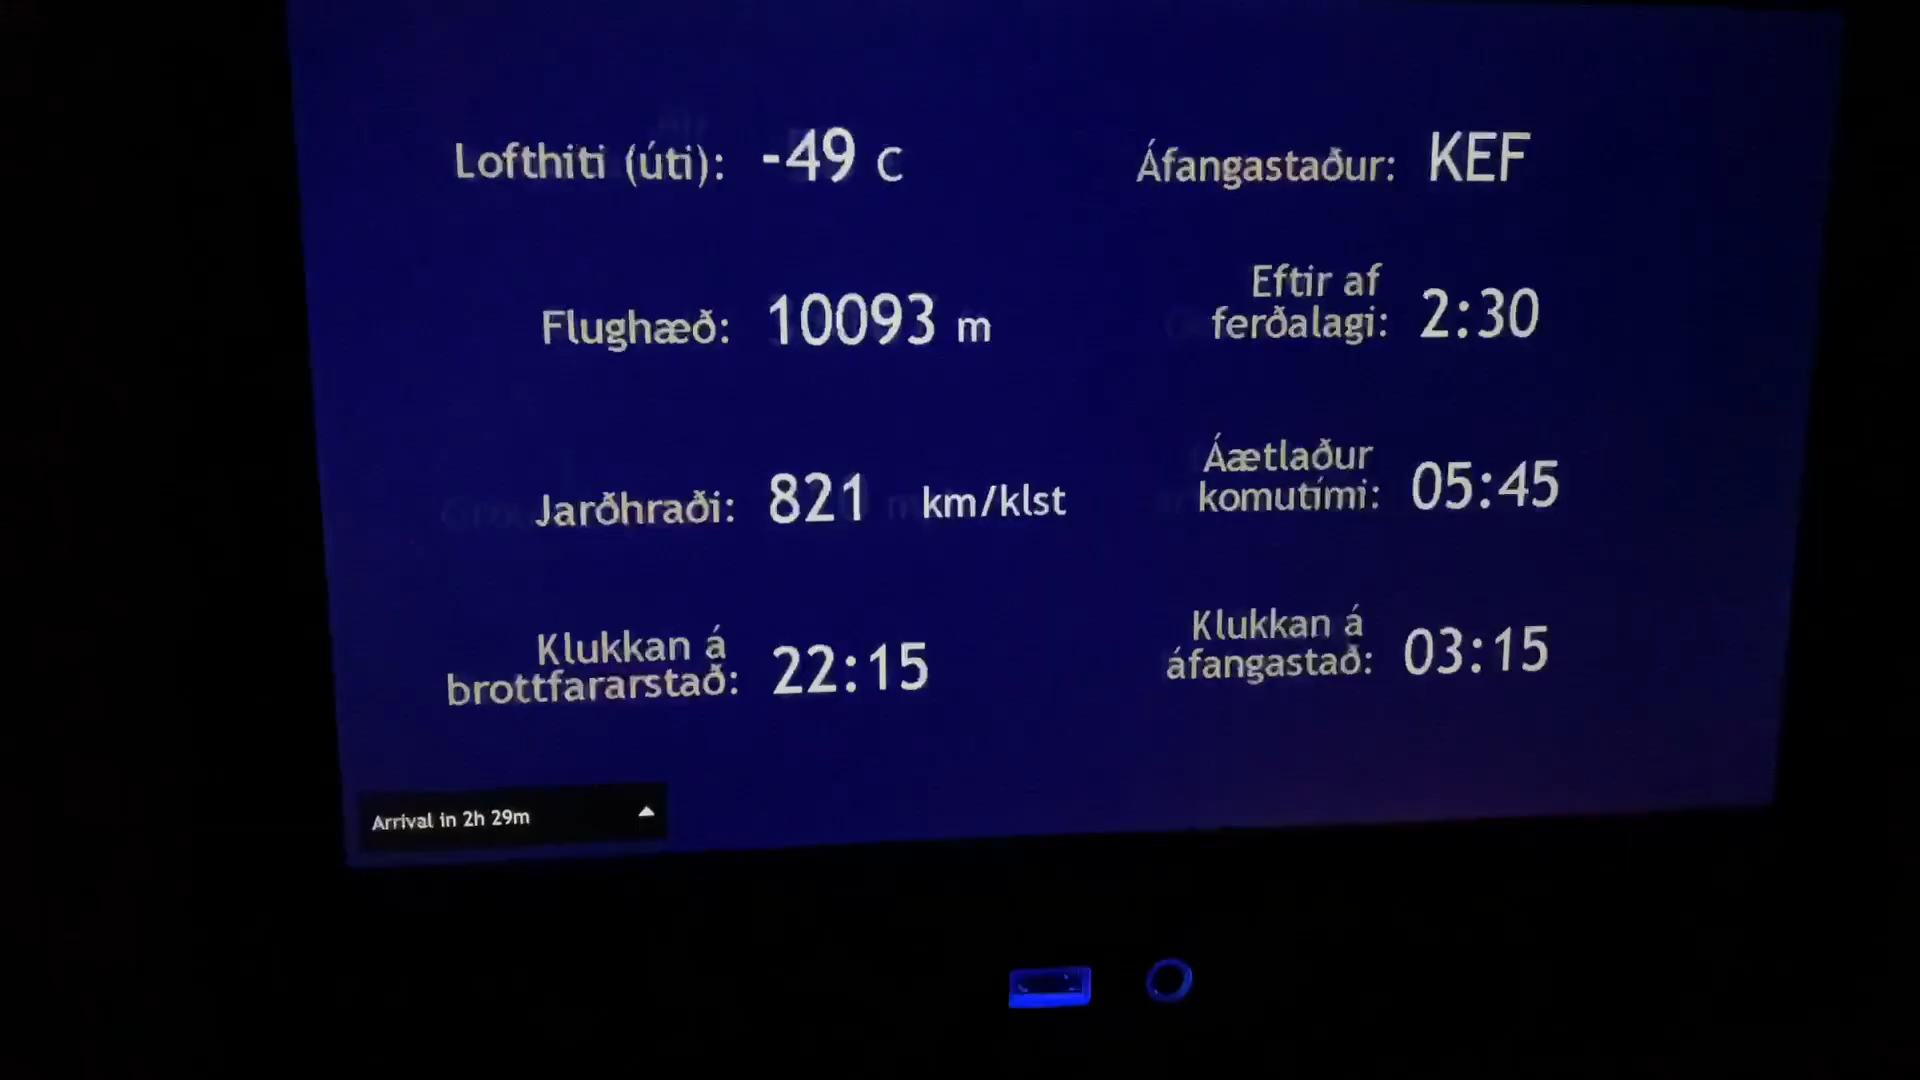 Lofthiti (úti): -49 C
Flughæð: 10093 m
Jarðhraði: 821 km/klst
Klukkan á
brottfararstað: 22:15
Áfangastaður: KEF
Eftir af
ferðalagi: 2:30
Áætlaður
komutími: 05:45
Klukkan á
áfangastað: 03:15
Arrival in 2h 29m